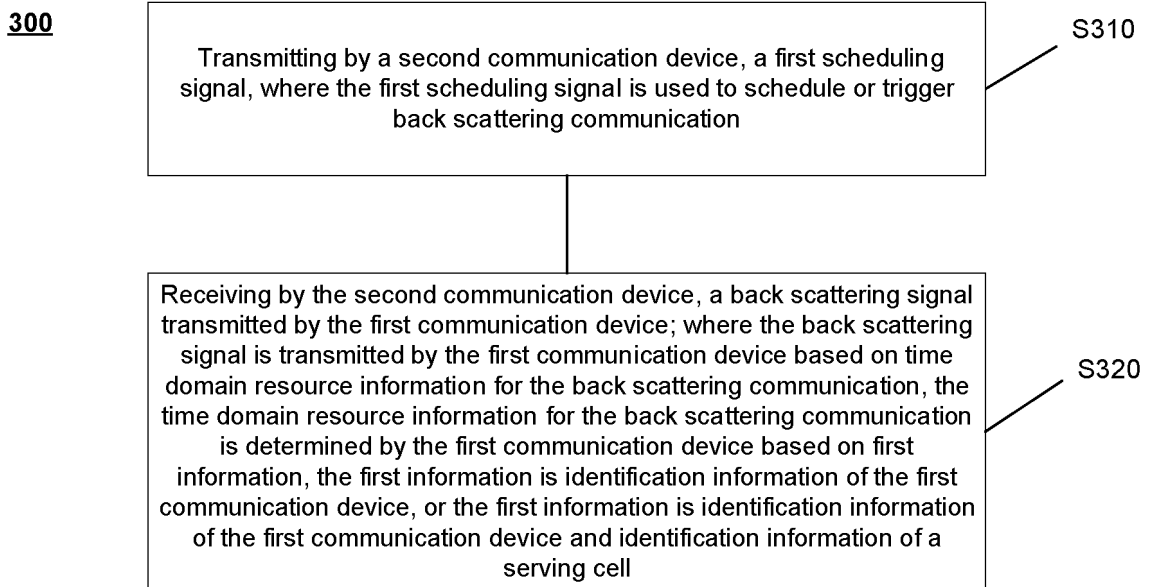 300
Transmitting by a second communication device, a first scheduling
signal, where the first scheduling signal is used to schedule or trigger
back scattering communication
S310
Receiving by the second communication device, a back scattering signal
transmitted by the first communication device; where the back scattering
signal is transmitted by the first communication device based on time
domain resource information for the back scattering communication, the
time domain resource information for the back scattering communication
is determined by the first communication device based on first
information, the first information is identification information of the first
communication device, or the first information is identification information
of the first communication device and identification information of a
serving cell
S320